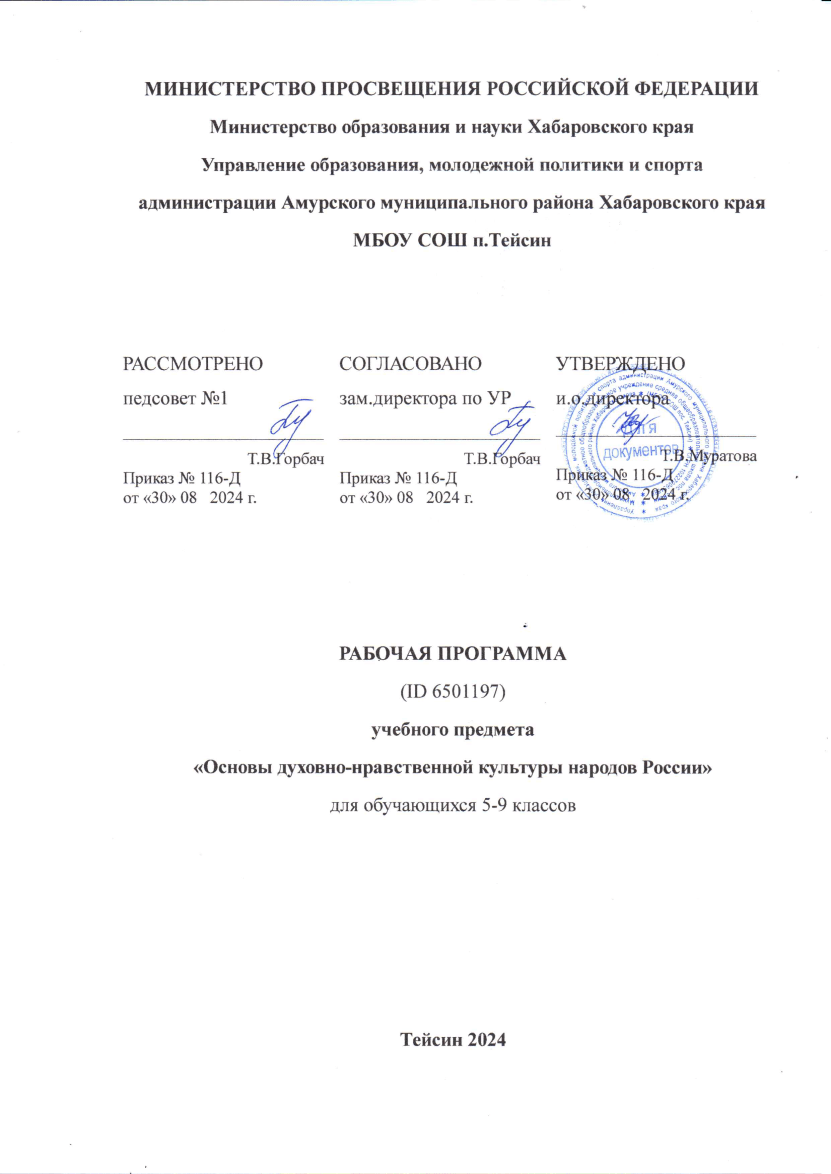 МИНИСТЕРСТВО ПРОСВЕЩЕНИЯ РОССИЙСКОЙ ФЕДЕРАЦИИ
Министерство образования и науки Хабаровского края
Управление образования, молодежной политики и спорта
администрации Амурского муниципального района Хабаровского края
МБОУ СОШ п.Тейсин
РАССМОТРЕНО
педсовет №1
Т.В.Горбач
Приказ № 116-Д
от «30» 08 2024 г.
СОГЛАСОВАНО
зам.директора по УР
Т.В.Горбач
Приказ № 116-Д
от «30» 08 2024 г.
УТВЕРЖДЕНО
и.о.директора
Т.В.Муратова
Приказ № 116-Д
от «30» 08 2024 г.
для
документов
РАБОЧАЯ ПРОГРАММА
(ID 6501197)
учебного предмета
«Основы духовно-нравственной культуры народов России»
для обучающихся 5-9 классов
Тейсин 2024